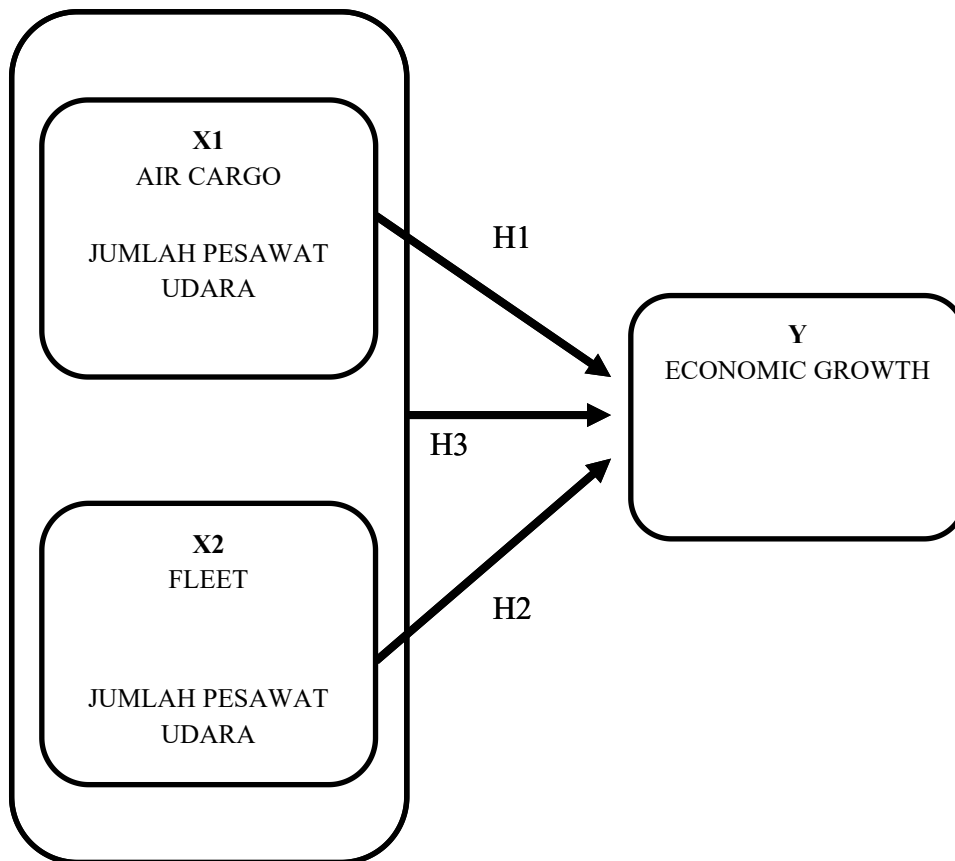 X1
AIR CARGO
JUMLAH PESAWAT
UDARA
H1
Y
ECONOMIC GROWTH
H3
X2
FLEET
H2
JUMLAH PESAWAT
UDARA